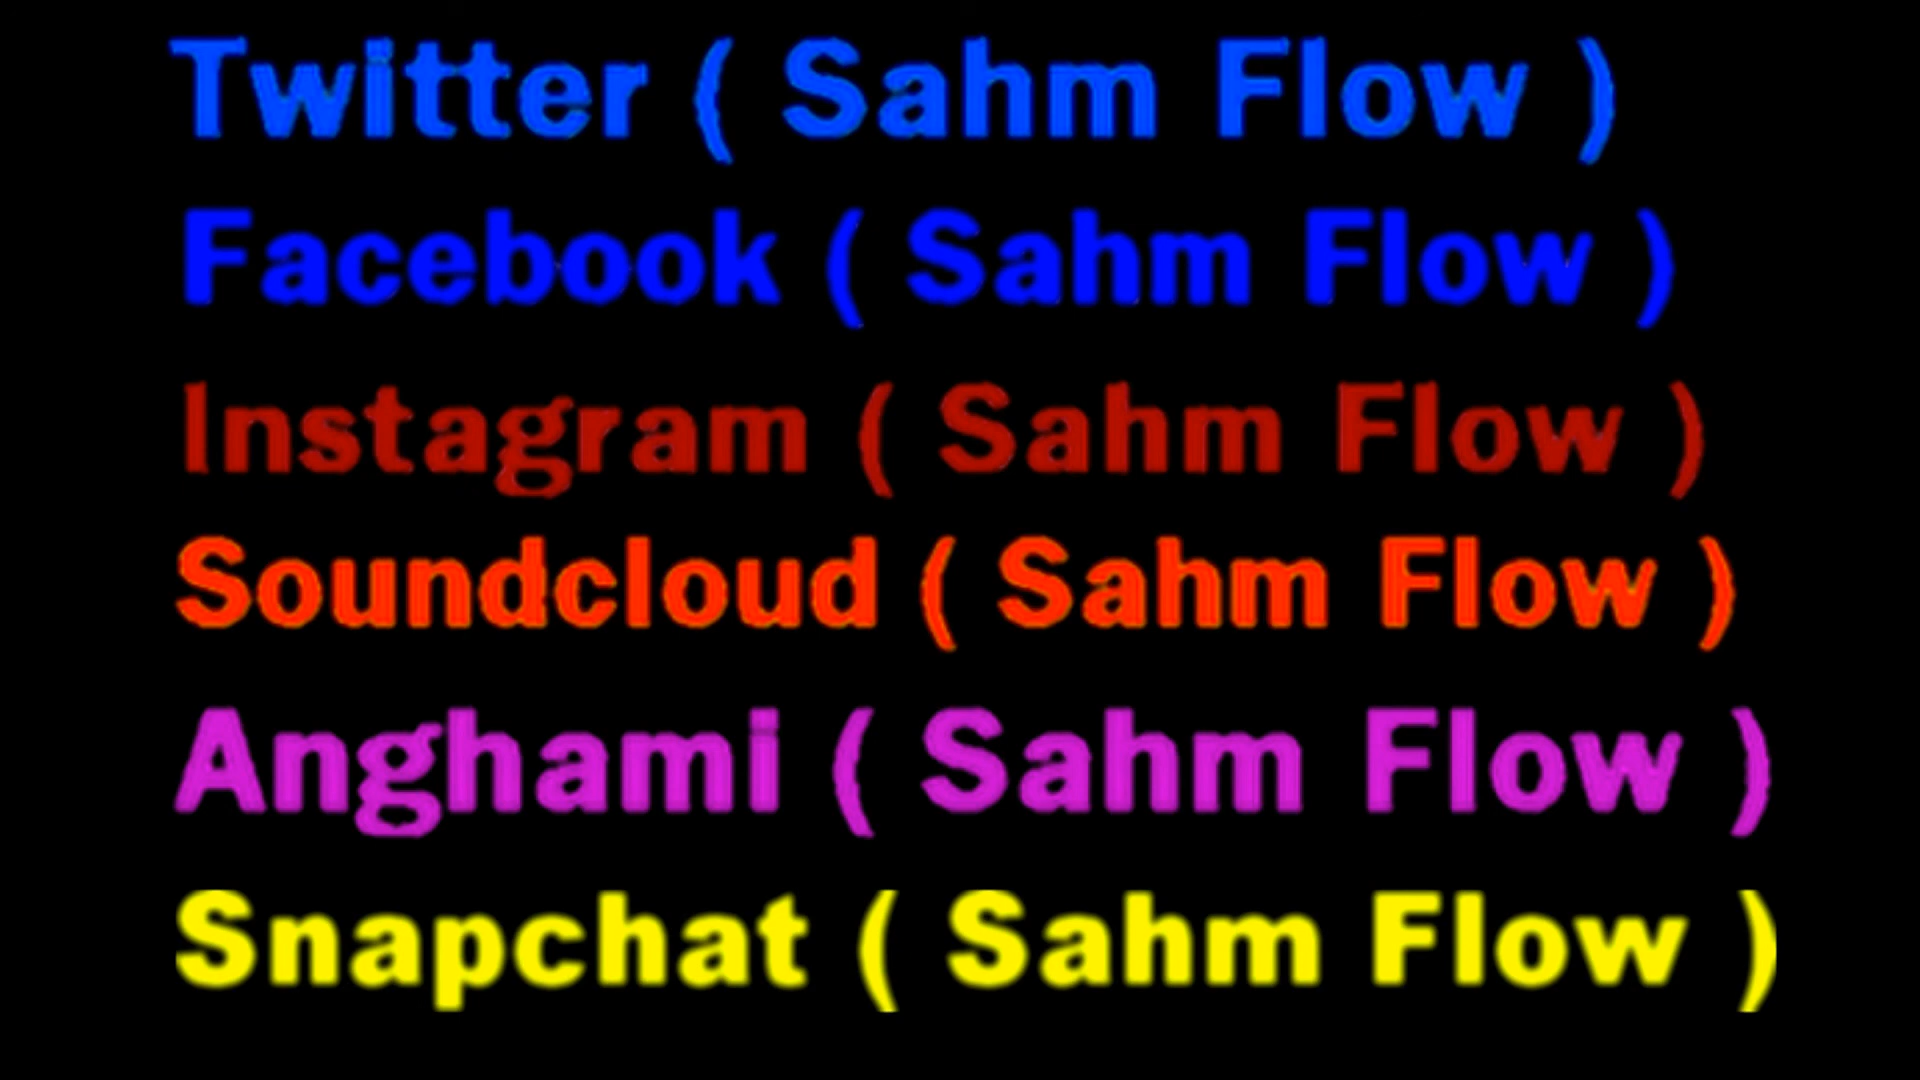 Twitter ( Sahm Flow )
Facebook ( Sahm Flow )
Instagram ( Sahm Flow )
Soundcloud ( Sahm Flow )
Anghami ( Sahm Flow )
Snapchat ( Sahm Flow )